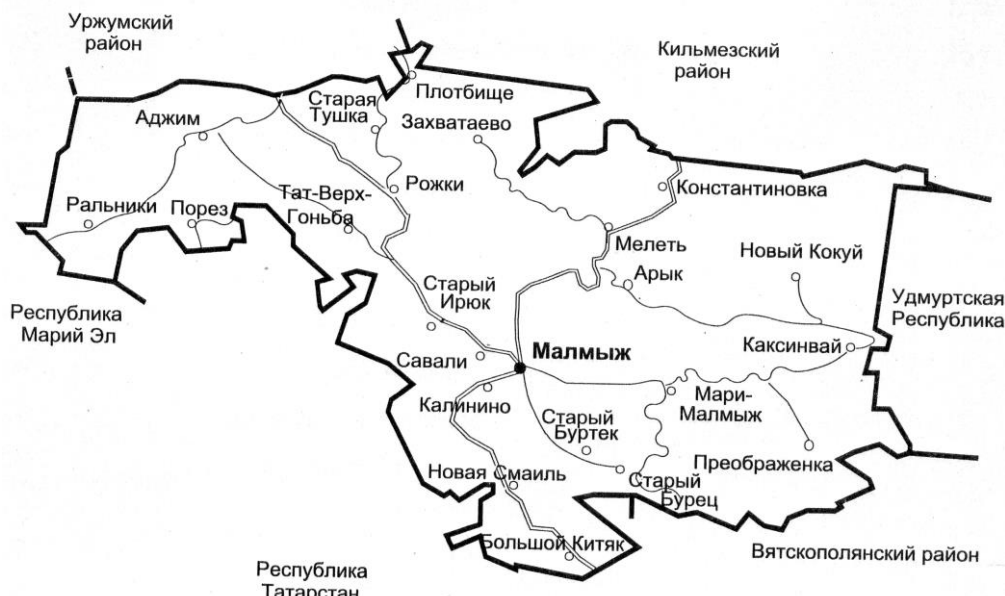 Уржумский
район
Кильмезский
район
Плотбище
Старая
Тушка
Аджим
Захватаево
Константиновка
Рожки
Тат-Верх-
Гоньба
Ральники
Порез
Мелеть
Новый Кокуй
Арык
Старый
Ирюк
Республика
Марий Эл
Удмуртская
Республика
Савали
Малмыж
Каксинвай
Калинино
Мари-
Малмыж
Старый
Буртек
Преображенка
Новая Смаиль
Старый
Бурец
Большой Китяк
Вятскополянский район
Республика
Татарстан